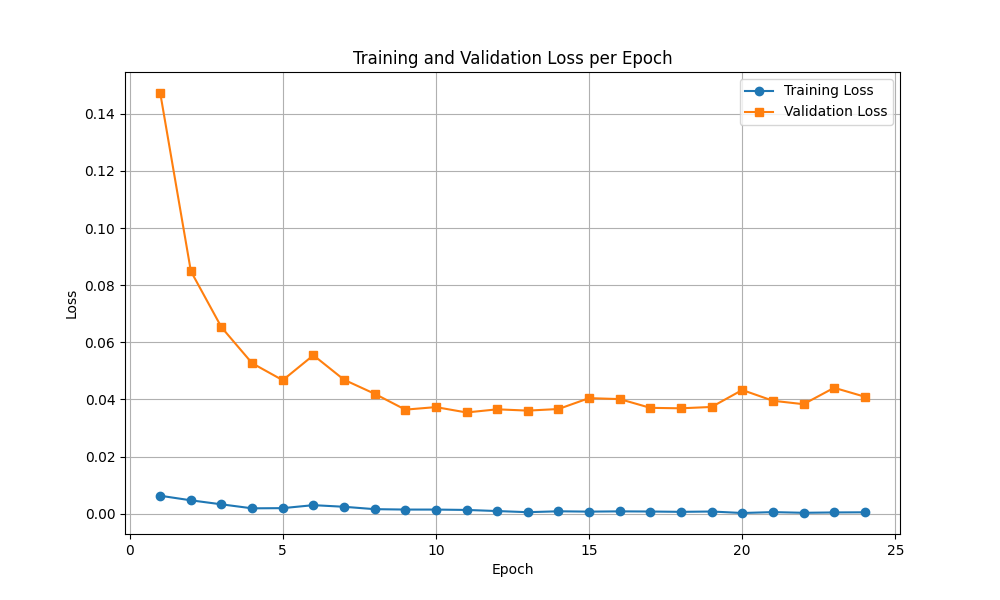 Training and Validation Loss per Epoch
Training Loss
Validation Loss
0.14
0.12
0.10
0.08
0.06
0.04
0.02
0.00
Loss
0 5 10 15 20 25
Epoch